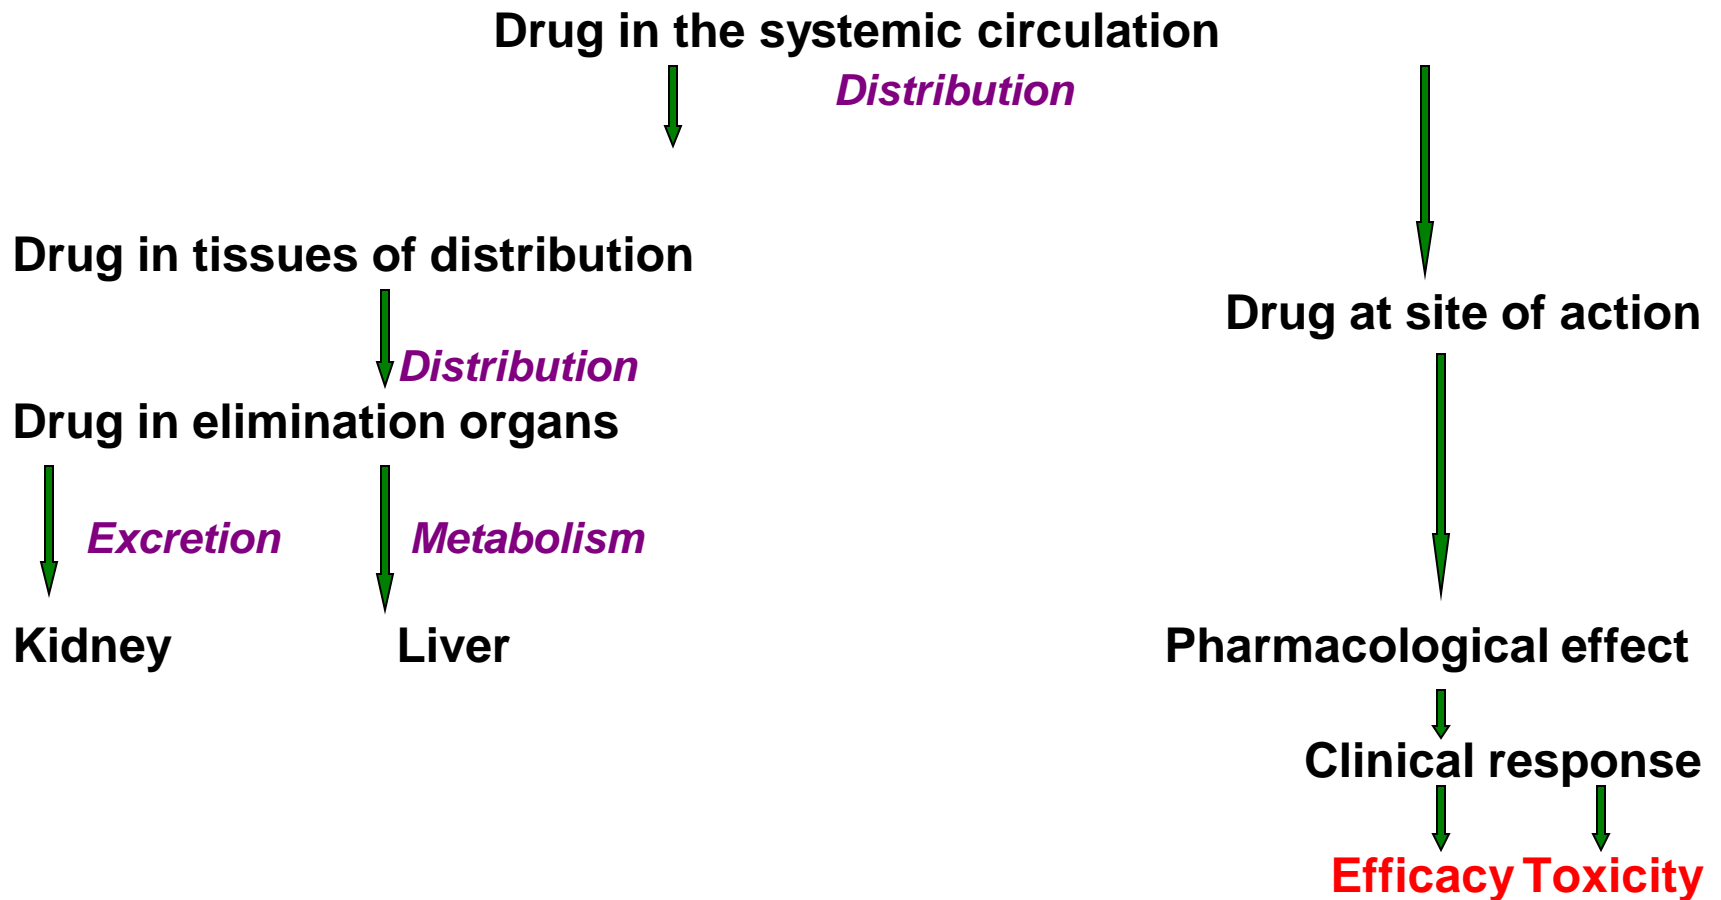 Drug in the systemic circulation
Distribution
Drug in tissues of distribution
Drug at site of action
Distribution
Drug in elimination organs
Excretion
Metabolism
Kidney
Liver
Pharmacological effect
Clinical response
Efficacy Toxicity